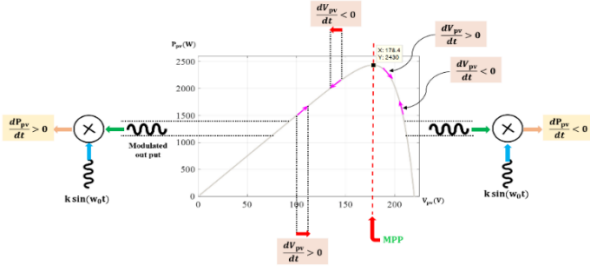 dV_pv/dt < 0
P_pv(W)
X: 178.4
Y: 2430
dV_pv/dt > 0
dV_pv/dt < 0
2500
2000
1500
1000
500
0
0
50
100
150
200
V_pv(V)
dP_pv/dt > 0
Modulated
out put
k sin(w₀t)
dP_pv/dt < 0
k sin(w₀t)
dV_pv/dt > 0
MPP